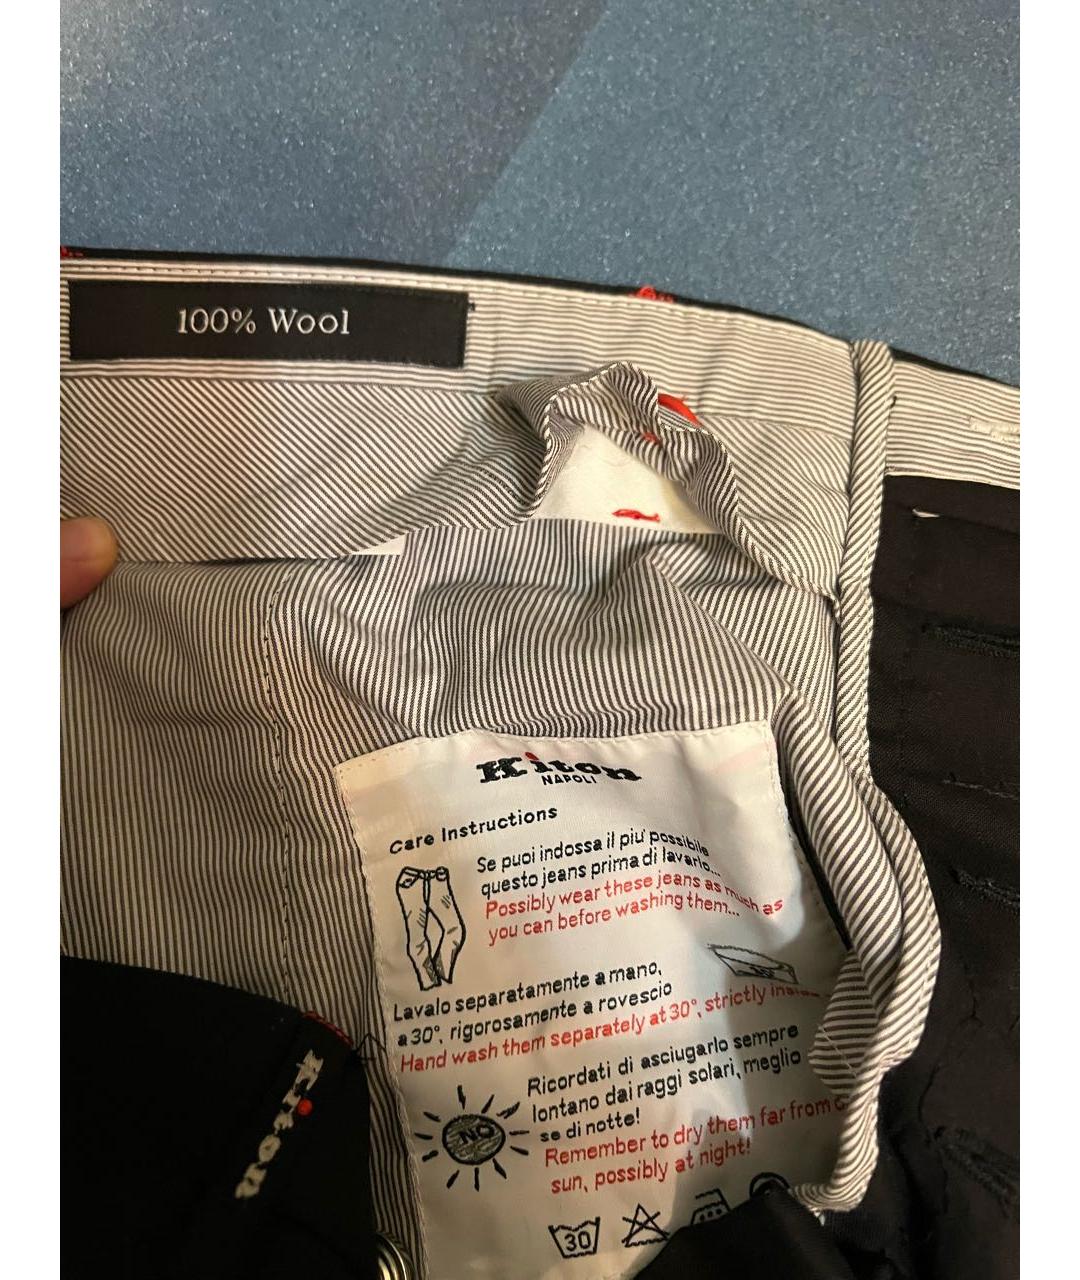 100% Wool
Kiton
NAPOLI
Care Instructions
Se puoi indossa il piu' possibile
questo jeans prima di lavarlo...
Possibly wear these jeans as much as
you can before washing them...
Lavalo separatamente a mano,
a 30°, rigorosamente a rovescio
Hand wash them separately at 30°, strictly
Ricordati di asciugarlo sempre
lontano dai raggi solari, meglio
se di notte!
Remember to dry them far from
sun, possibly at night!
NO
30
Kiton